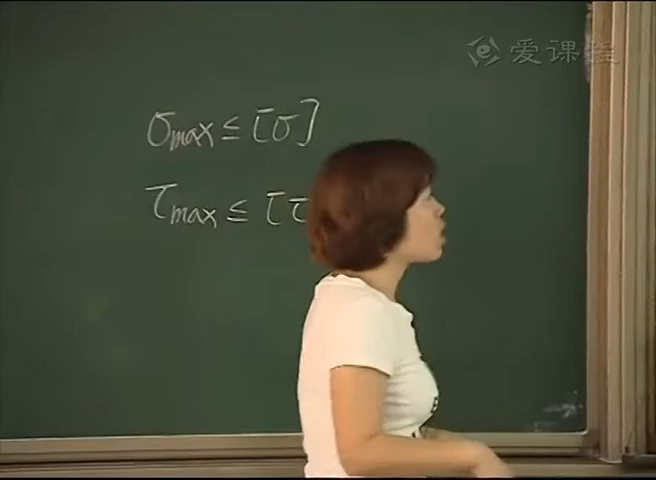 爱课程
σmax ≤ [σ]
τmax ≤ [τ